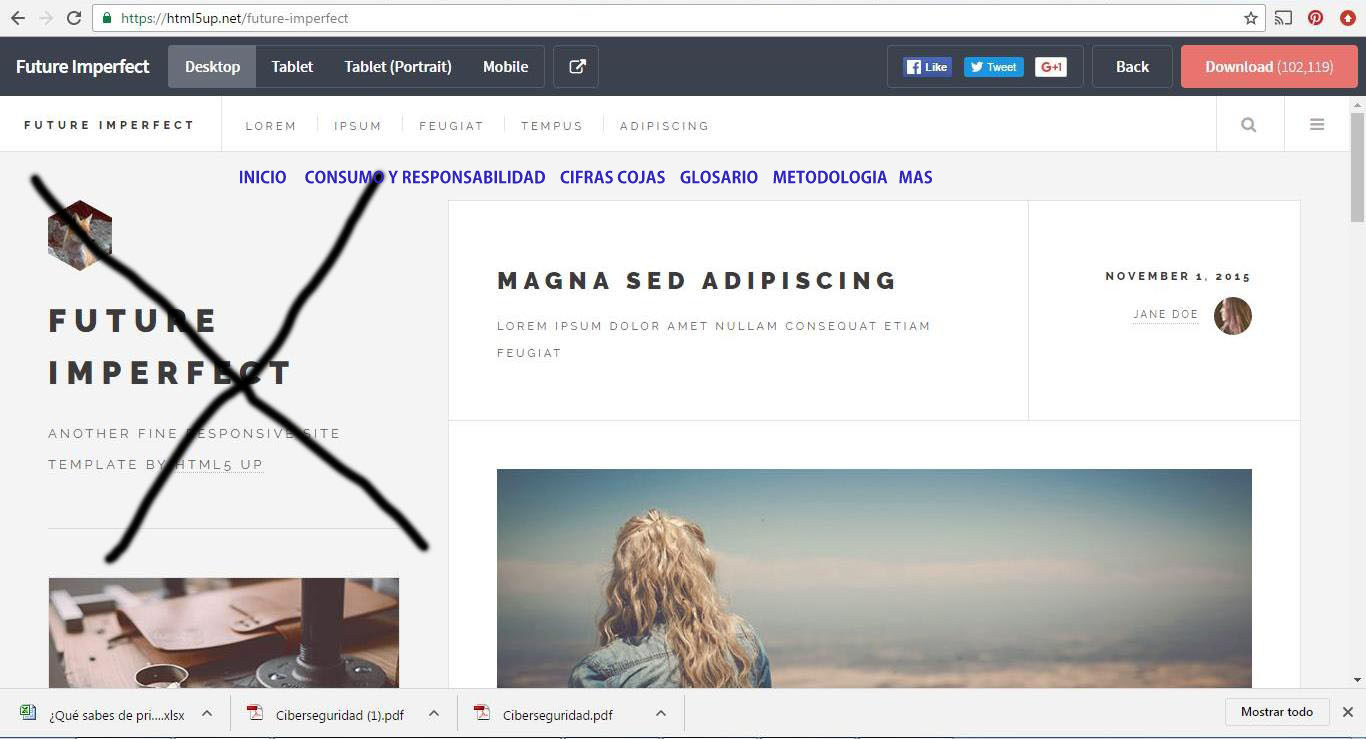 https://html5up.net/future-imperfect
Future Imperfect Desktop Tablet Tablet (Portrait) Mobile Like Tweet G+1 Back Download (102,119)
FUTURE IMPERFECT LOREM IPSUM FEUGIAT TEMPUS ADIPISCING
INICIO CONSUMO Y RESPONSABILIDAD CIFRAS COJAS GLOSARIO METODOLOGIA MAS
FUTURE
IMPERFECT
ANOTHER FINE RESPONSIVE SITE
TEMPLATE BY HTML5 UP
MAGNA SED ADIPISCING
LOREM IPSUM DOLOR AMET NULLAM CONSEQUAT ETIAM
FEUGIAT
NOVEMBER 1, 2015
JANE DOE
¿Qué sabes de pri....xlsx Ciberseguridad (1).pdf Ciberseguridad.pdf Mostrar todo